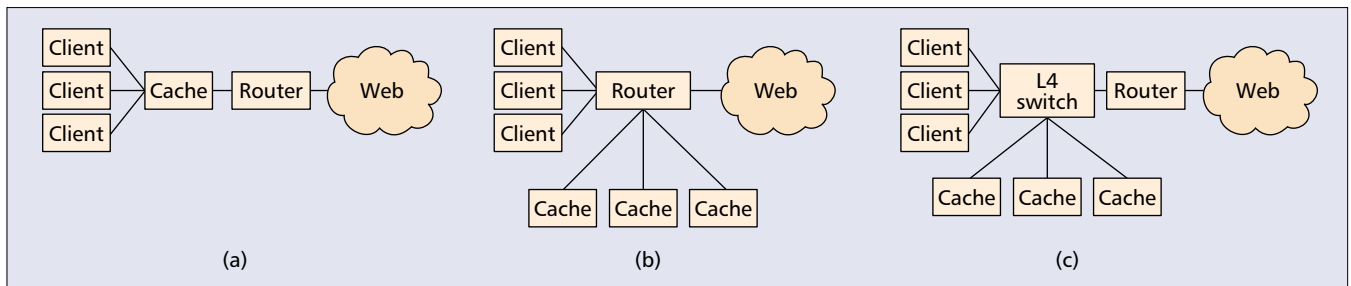 Client
Client
Client
Cache
Router
Web
(a)
Client
Client
Client
Router
Web
Cache
Cache
Cache
(b)
Client
Client
Client
L4
switch
Router
Web
Cache
Cache
Cache
(c)